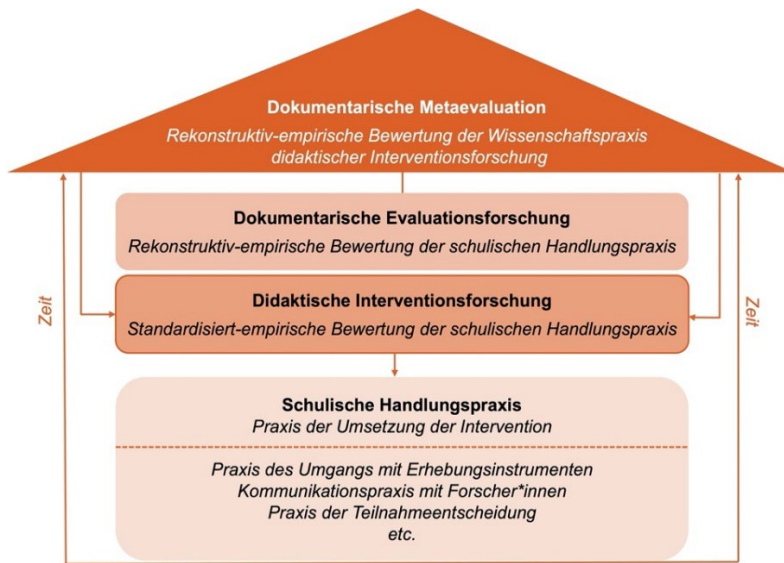 Dokumentarische Metaevaluation
Rekonstruktiv-empirische Bewertung der Wissenschaftspraxis
didaktischer Interventionsforschung
Dokumentarische Evaluationsforschung
Rekonstruktiv-empirische Bewertung der schulischen Handlungspraxis
Zeit
Didaktische Interventionsforschung
Standardisiert-empirische Bewertung der schulischen Handlungspraxis
Zeit
Schulische Handlungspraxis
Praxis der Umsetzung der Intervention
Praxis des Umgangs mit Erhebungsinstrumenten
Kommunikationspraxis mit Forscher*innen
Praxis der Teilnahmeentscheidung
etc.